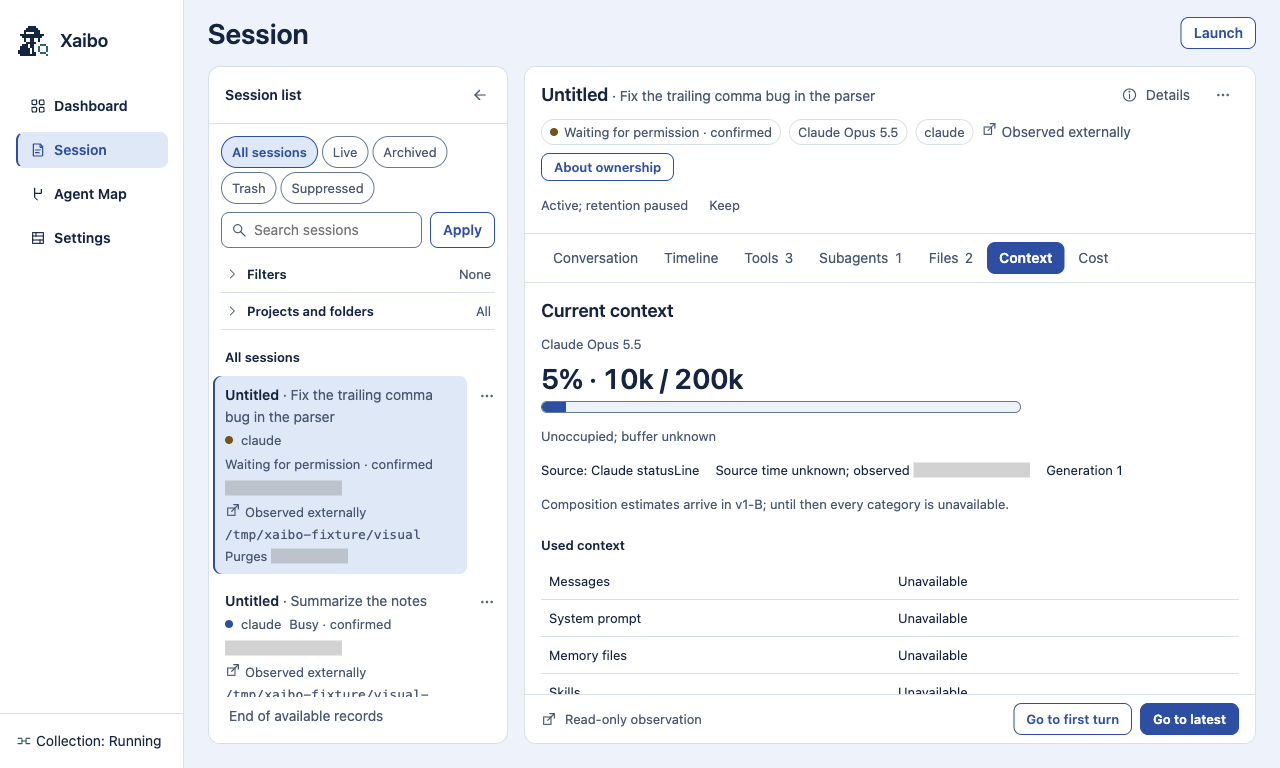 Xaibo
Dashboard
Session
Agent Map
Settings
Collection: Running
Session
Launch
Session list
All sessions
Live
Archived
Trash
Suppressed
Search sessions
Apply
Filters
None
Projects and folders
All
All sessions
Untitled · Fix the trailing comma
bug in the parser
claude
Waiting for permission · confirmed
Observed externally
/tmp/xaibo-fixture/visual
Purges
Untitled · Summarize the notes
claude Busy · confirmed
Observed externally
/tmp/xaibo-fixture/visual-
End of available records
Untitled · Fix the trailing comma bug in the parser
Details
Waiting for permission · confirmed
Claude Opus 5.5
claude
Observed externally
About ownership
Active; retention paused
Keep
Conversation
Timeline
Tools 3
Subagents 1
Files 2
Context
Cost
Current context
Claude Opus 5.5
5% · 10k / 200k
Unoccupied; buffer unknown
Source: Claude statusLine
Source time unknown; observed
Generation 1
Composition estimates arrive in v1-B; until then every category is unavailable.
Used context
Messages Unavailable
System prompt Unavailable
Memory files Unavailable
Skills Unavailable
Read-only observation
Go to first turn
Go to latest